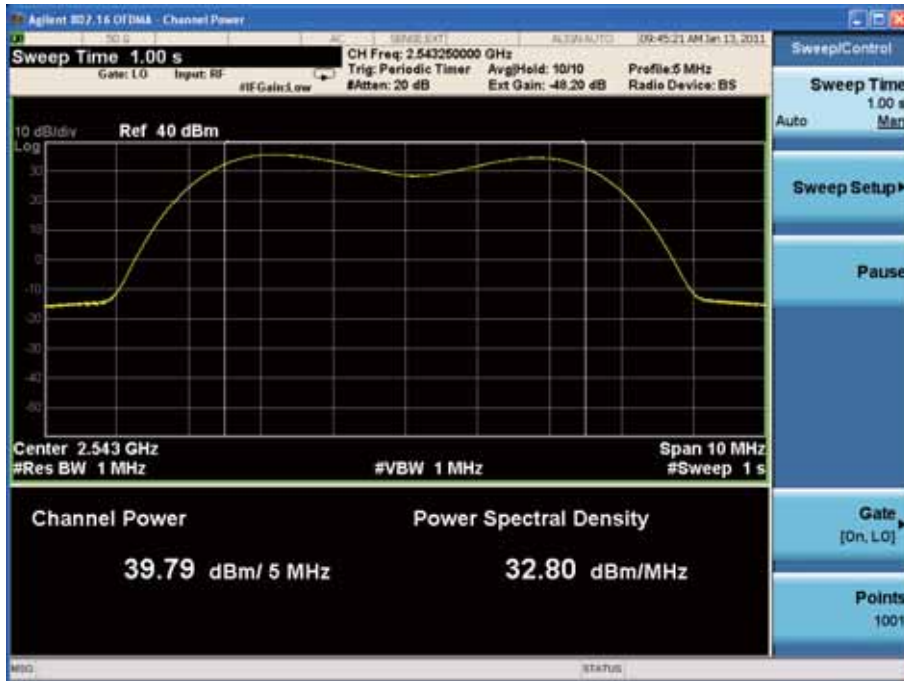 Agilent 802.16 OFDMA - Channel Power
50 Ω AC SENSE:EXT ALIGN AUTO 09:45:21 AM Jan 13, 2011
Sweep Time 1.00 s
CH Freq: 2.543250000 GHz
Gate: LO Input: RF Trig: Periodic Timer Avg|Hold: 10/10 Profile:5 MHz
#IFGain:Low #Atten: 20 dB Ext Gain: -48.20 dB Radio Device: BS
10 dB/div Ref 40 dBm
Log
30
20
10
0
-10
-20
-30
-40
Center 2.543 GHz Span 10 MHz
#Res BW 1 MHz #VBW 1 MHz #Sweep 1 s
Channel Power Power Spectral Density
39.79 dBm/ 5 MHz 32.80 dBm/MHz
MSG STATUS
Sweep/Control
Sweep Time
1.00 s
Auto Man
Sweep Setup
Pause
Gate
[On, LO]
Points
1001